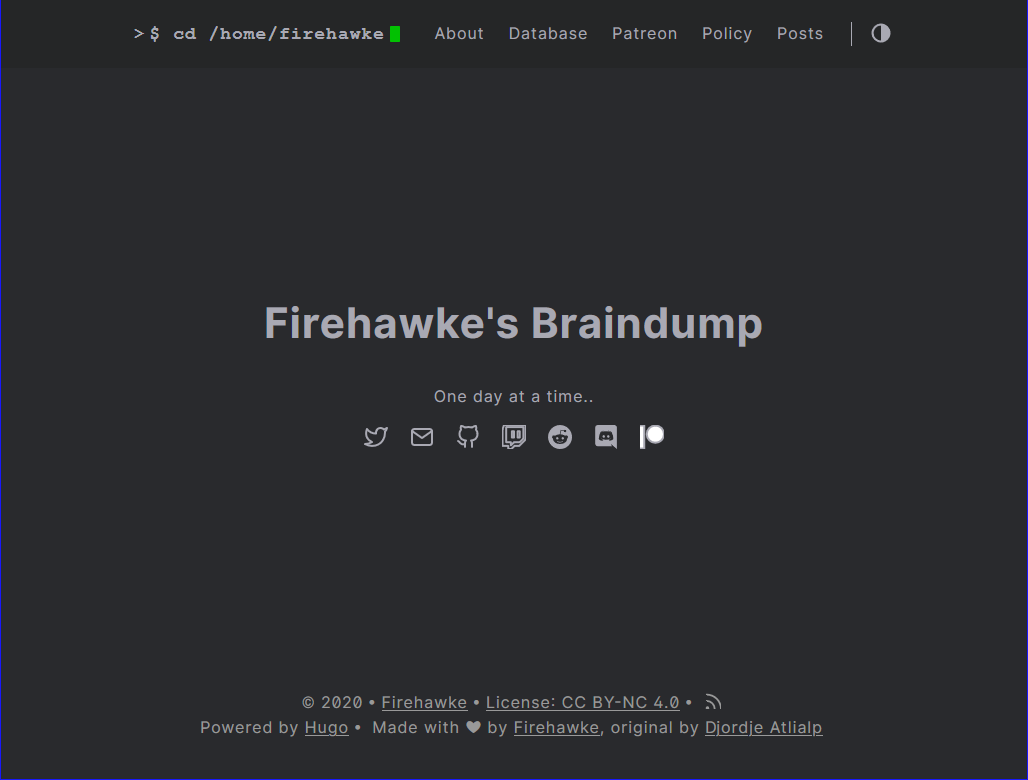 >$ cd /home/firehawke About Database Patreon Policy Posts
Firehawke's Braindump
One day at a time..
© 2020 • Firehawke • License: CC BY-NC 4.0 •
Powered by Hugo • Made with ♥ by Firehawke, original by Djordje Atlialp